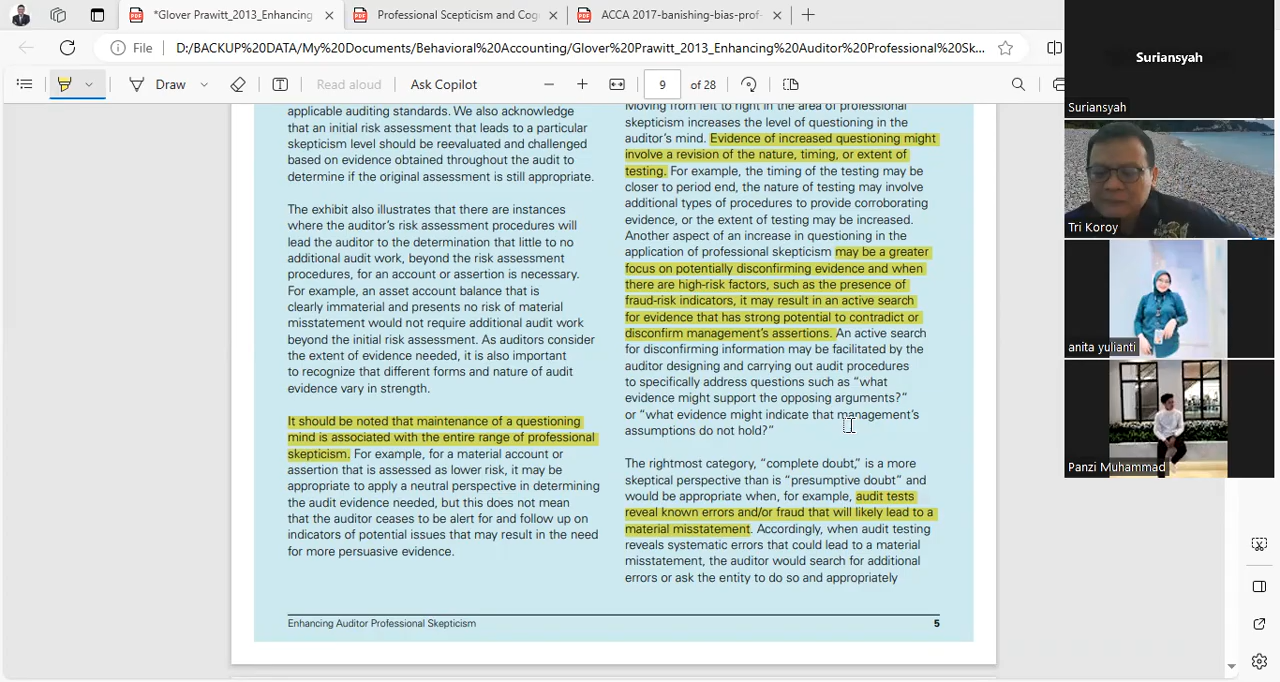 *Glover Prawitt_2013_Enhancing
Professional Scepticism and Cog
ACCA 2017-banishing-bias-prof-
File
D:/BACKUP%20DATA/My%20Documents/Behavioral%20Accounting/Glover%20Prawitt_2013_Enhancing%20Auditor%20Professional%20Sk...
Draw
Read aloud
Ask Copilot
9
of 28
applicable auditing standards. We also acknowledge
that an initial risk assessment that leads to a particular
skepticism level should be reevaluated and challenged
based on evidence obtained throughout the audit to
determine if the original assessment is still appropriate.
The exhibit also illustrates that there are instances
where the auditor's risk assessment procedures will
lead the auditor to the determination that little to no
additional audit work, beyond the risk assessment
procedures, for an account or assertion is necessary.
For example, an asset account balance that is
clearly immaterial and presents no risk of material
misstatement would not require additional audit work
beyond the initial risk assessment. As auditors consider
the extent of evidence needed, it is also important
to recognize that different forms and nature of audit
evidence vary in strength.
It should be noted that maintenance of a questioning
mind is associated with the entire range of professional
skepticism. For example, for a material account or
assertion that is assessed as lower risk, it may be
appropriate to apply a neutral perspective in determining
the audit evidence needed, but this does not mean
that the auditor ceases to be alert for and follow up on
indicators of potential issues that may result in the need
for more persuasive evidence.
Moving from left to right in the area of professional
skepticism increases the level of questioning in the
auditor's mind. Evidence of increased questioning might
involve a revision of the nature, timing, or extent of
testing. For example, the timing of the testing may be
closer to period end, the nature of testing may involve
additional types of procedures to provide corroborating
evidence, or the extent of testing may be increased.
Another aspect of an increase in questioning in the
application of professional skepticism may be a greater
focus on potentially disconfirming evidence and when
there are high-risk factors, such as the presence of
fraud-risk indicators, it may result in an active search
for evidence that has strong potential to contradict or
disconfirm management's assertions. An active search
for disconfirming information may be facilitated by the
auditor designing and carrying out audit procedures
to specifically address questions such as “what
evidence might support the opposing arguments?”
or “what evidence might indicate that management's
assumptions do not hold?”
The rightmost category, “complete doubt,” is a more
skeptical perspective than is “presumptive doubt” and
would be appropriate when, for example, audit tests
reveal known errors and/or fraud that will likely lead to a
material misstatement. Accordingly, when audit testing
reveals systematic errors that could lead to a material
misstatement, the auditor would search for additional
errors or ask the entity to do so and appropriately
Enhancing Auditor Professional Skepticism
5
Suriansyah
Suriansyah
Tri Koroy
anita yulianti
Panzi Muhammad